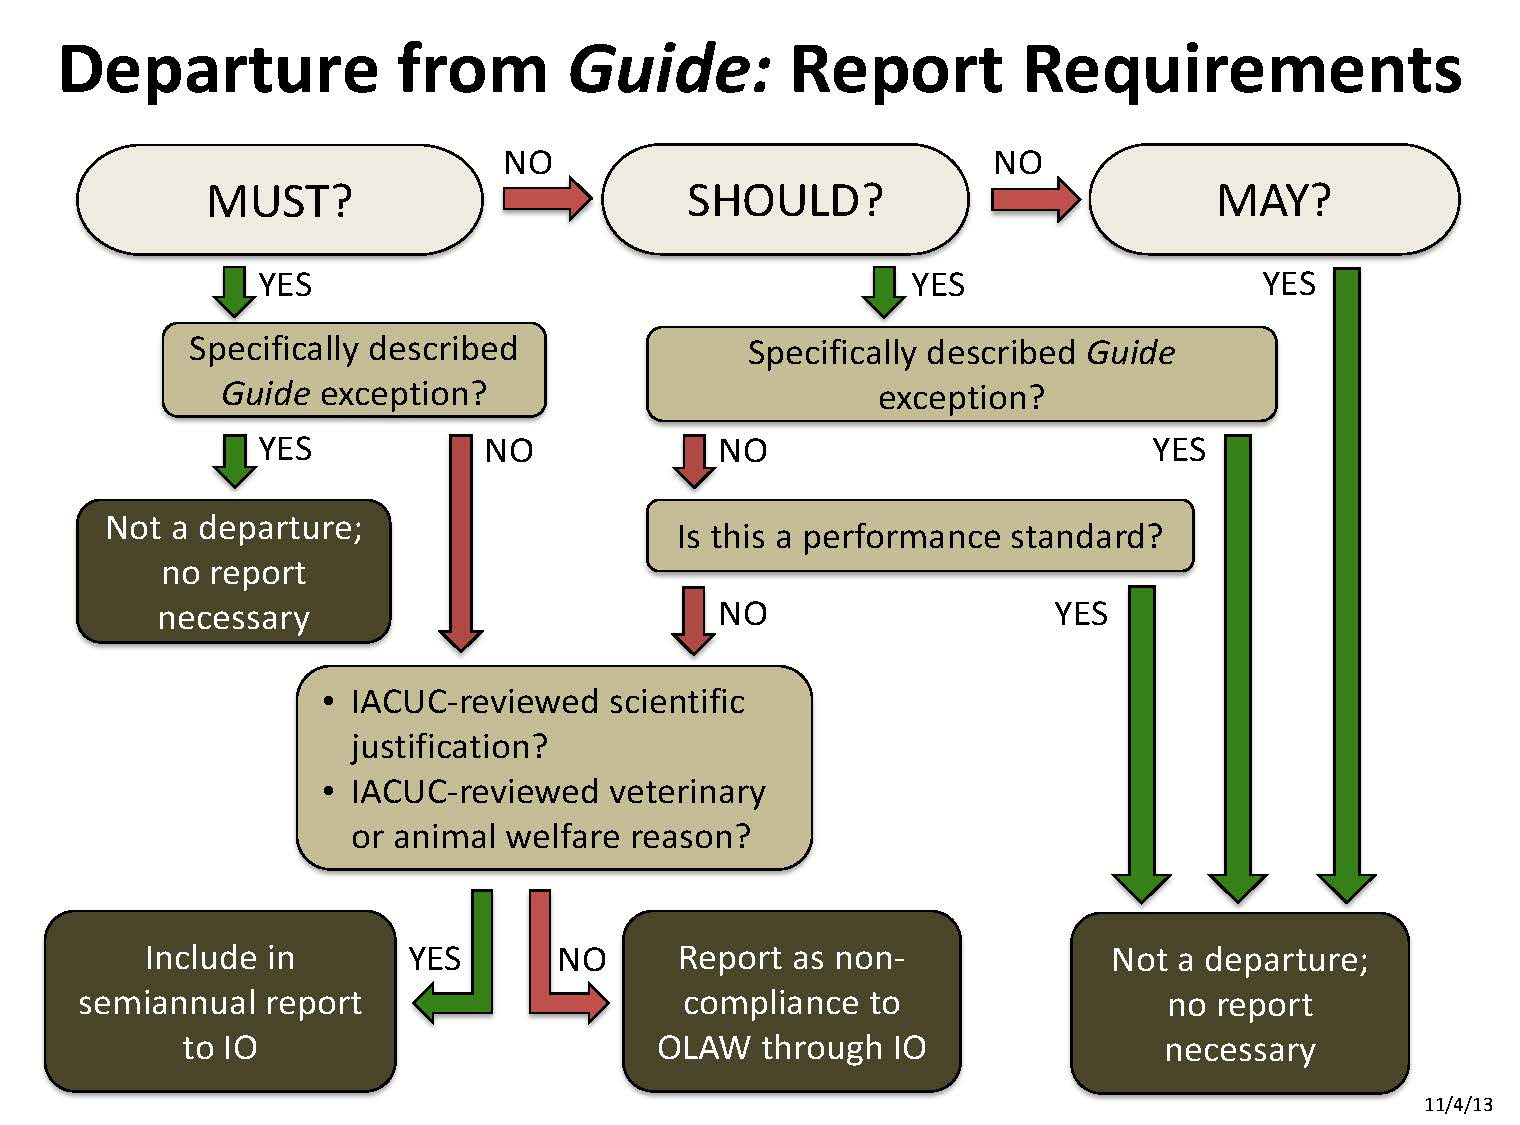 Departure from Guide: Report Requirements
MUST?
NO
SHOULD?
NO
MAY?
YES
YES
YES
Specifically described
Guide exception?
Specifically described Guide
exception?
YES
NO
NO
YES
Not a departure;
no report
necessary
Is this a performance standard?
NO
YES
• IACUC-reviewed scientific
justification?
• IACUC-reviewed veterinary
or animal welfare reason?
Include in
semiannual report
to IO
YES
NO
Report as non-
compliance to
OLAW through IO
Not a departure;
no report
necessary
11/4/13